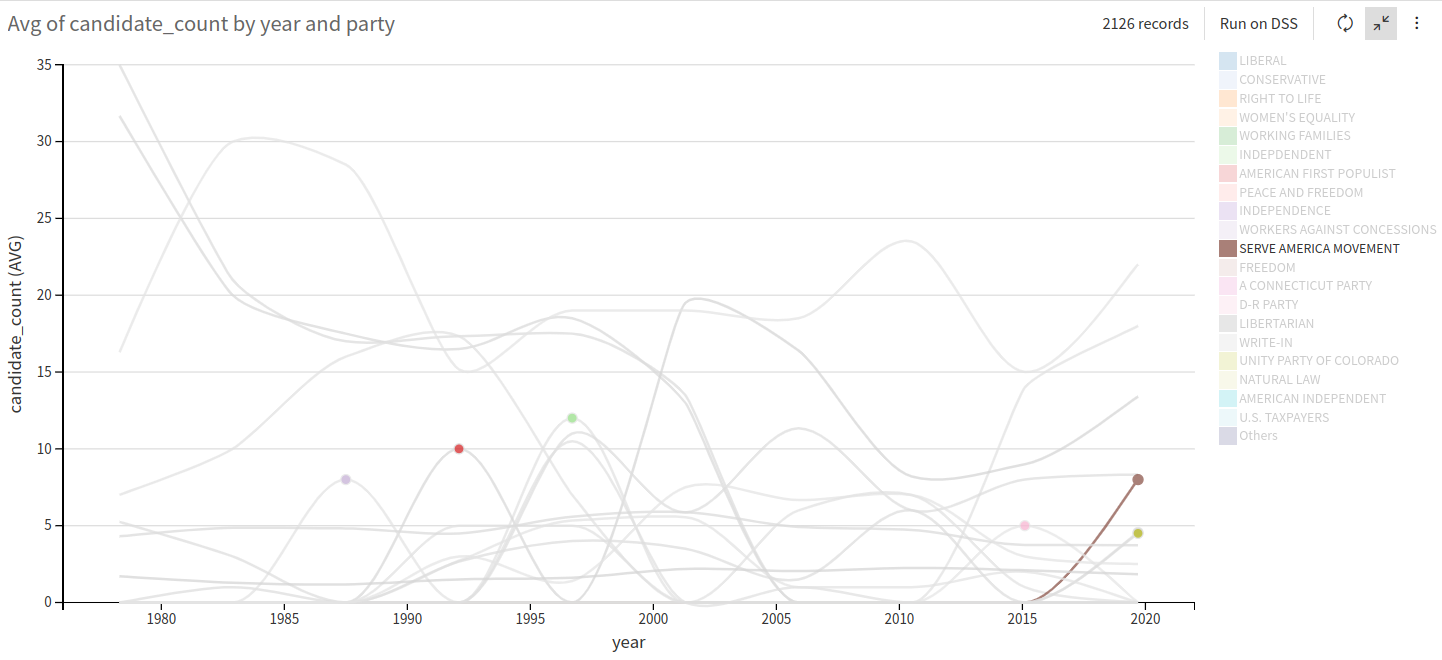 Avg of candidate_count by year and party
2126 records
Run on DSS
candidate_count (AVG)
35
30
25
20
15
10
5
0
1980
1985
1990
1995
2000
2005
2010
2015
2020
year
LIBERAL
CONSERVATIVE
RIGHT TO LIFE
WOMEN'S EQUALITY
WORKING FAMILIES
INDEPDENDENT
AMERICAN FIRST POPULIST
PEACE AND FREEDOM
INDEPENDENCE
WORKERS AGAINST CONCESSIONS
SERVE AMERICA MOVEMENT
FREEDOM
A CONNECTICUT PARTY
D-R PARTY
LIBERTARIAN
WRITE-IN
UNITY PARTY OF COLORADO
NATURAL LAW
AMERICAN INDEPENDENT
U.S. TAXPAYERS
Others